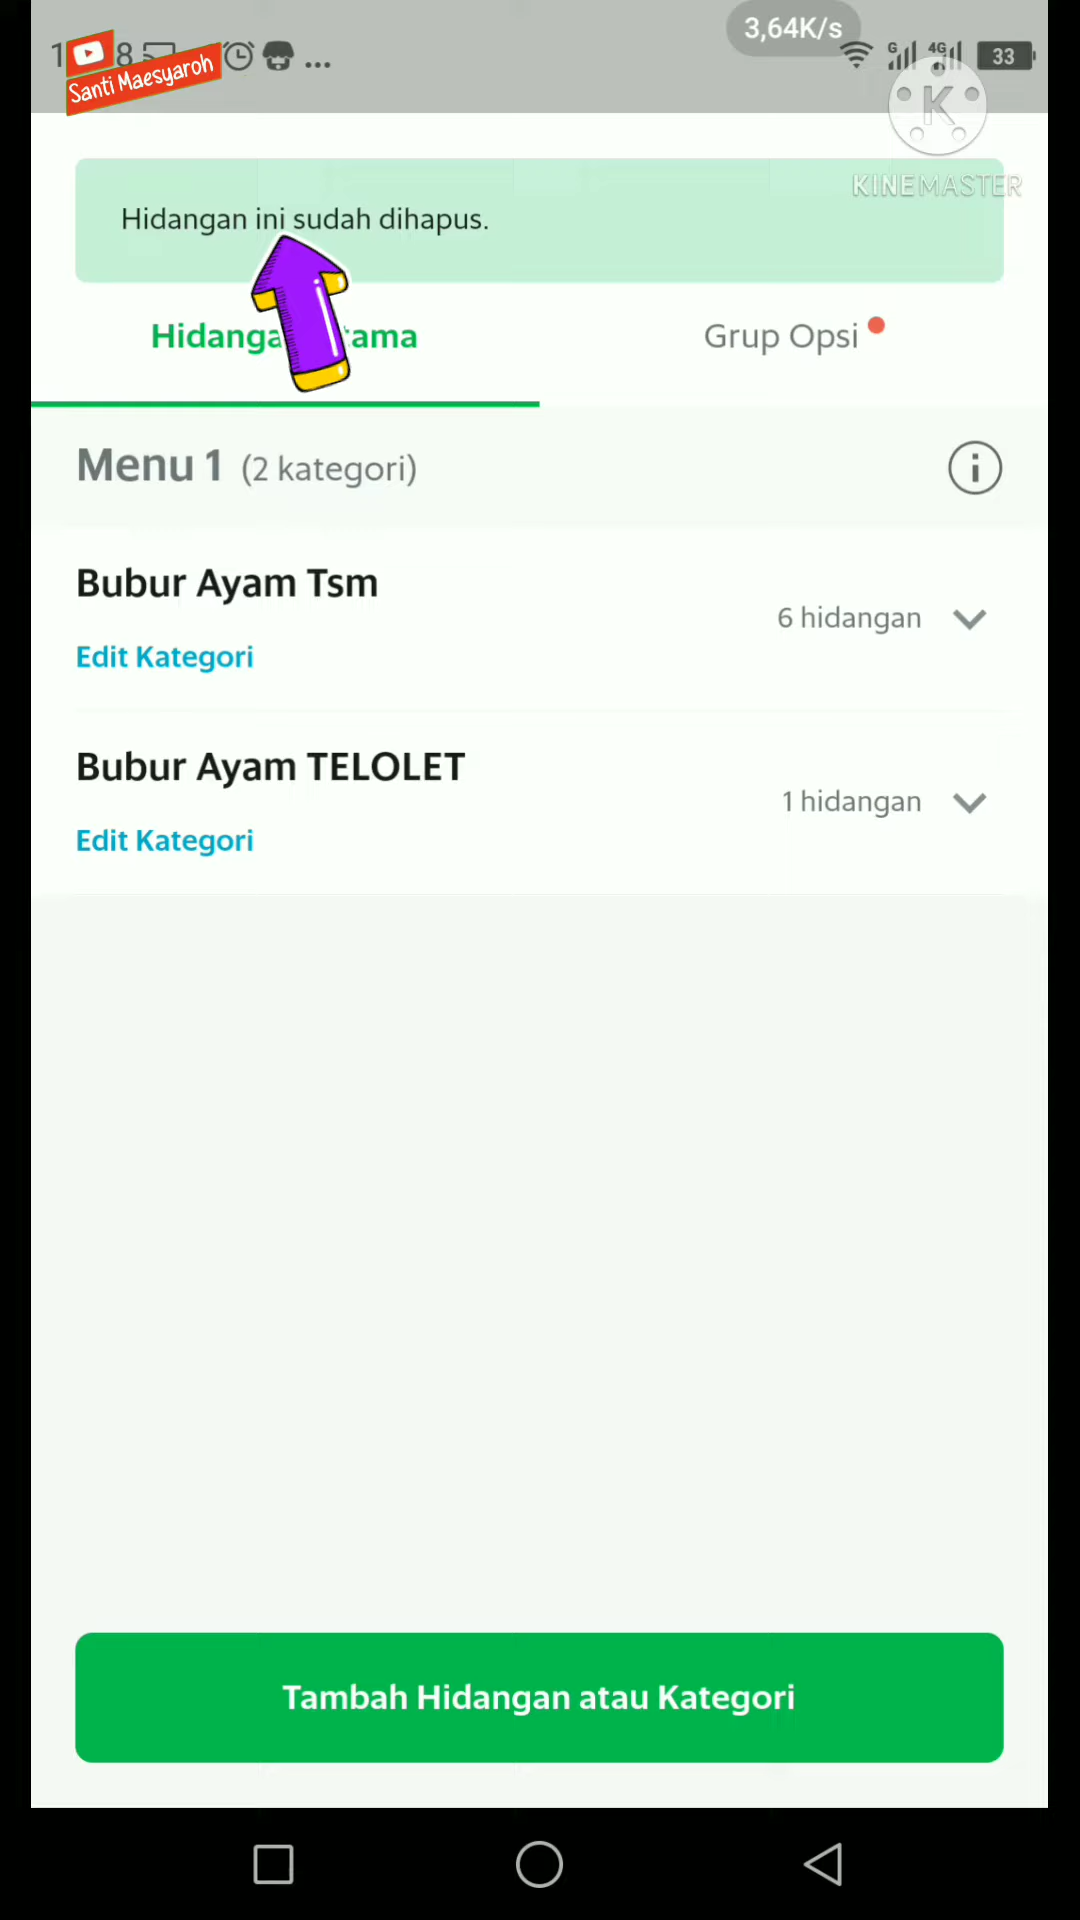 3,64K/s
Santi Maesyaroh
G 4G 33
KINEMASTER
Hidangan ini sudah dihapus.
Grup Opsi
Menu 1 (2 kategori)
Bubur Ayam Tsm
6 hidangan
Edit Kategori
Bubur Ayam TELOLET
1 hidangan
Edit Kategori
Tambah Hidangan atau Kategori